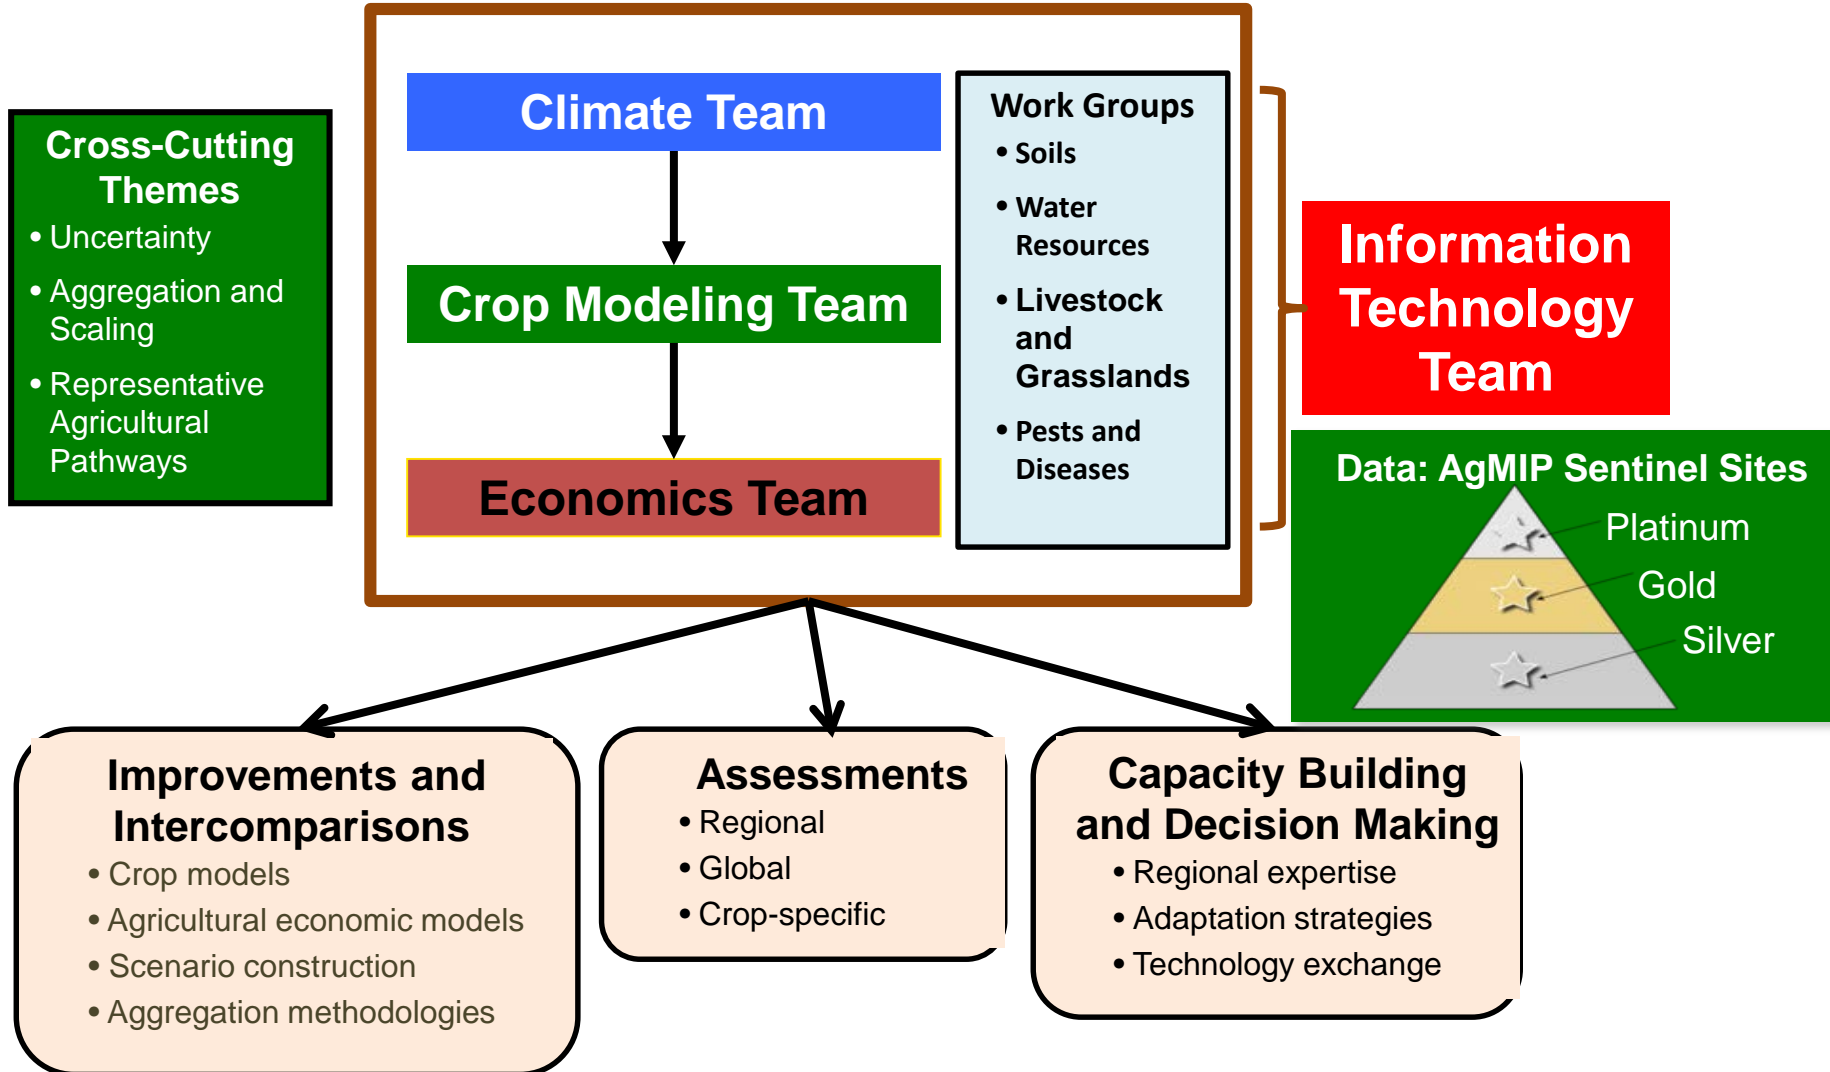 Cross-Cutting
Themes
• Uncertainty
• Aggregation and
Scaling
• Representative
Agricultural
Pathways
Climate Team
Crop Modeling Team
Economics Team
Work Groups
• Soils
• Water
Resources
• Livestock
and
Grasslands
• Pests and
Diseases
Information
Technology
Team
Data: AgMIP Sentinel Sites
Platinum
Gold
Silver
Improvements and
Intercomparisons
• Crop models
• Agricultural economic models
• Scenario construction
• Aggregation methodologies
Assessments
• Regional
• Global
• Crop-specific
Capacity Building
and Decision Making
• Regional expertise
• Adaptation strategies
• Technology exchange